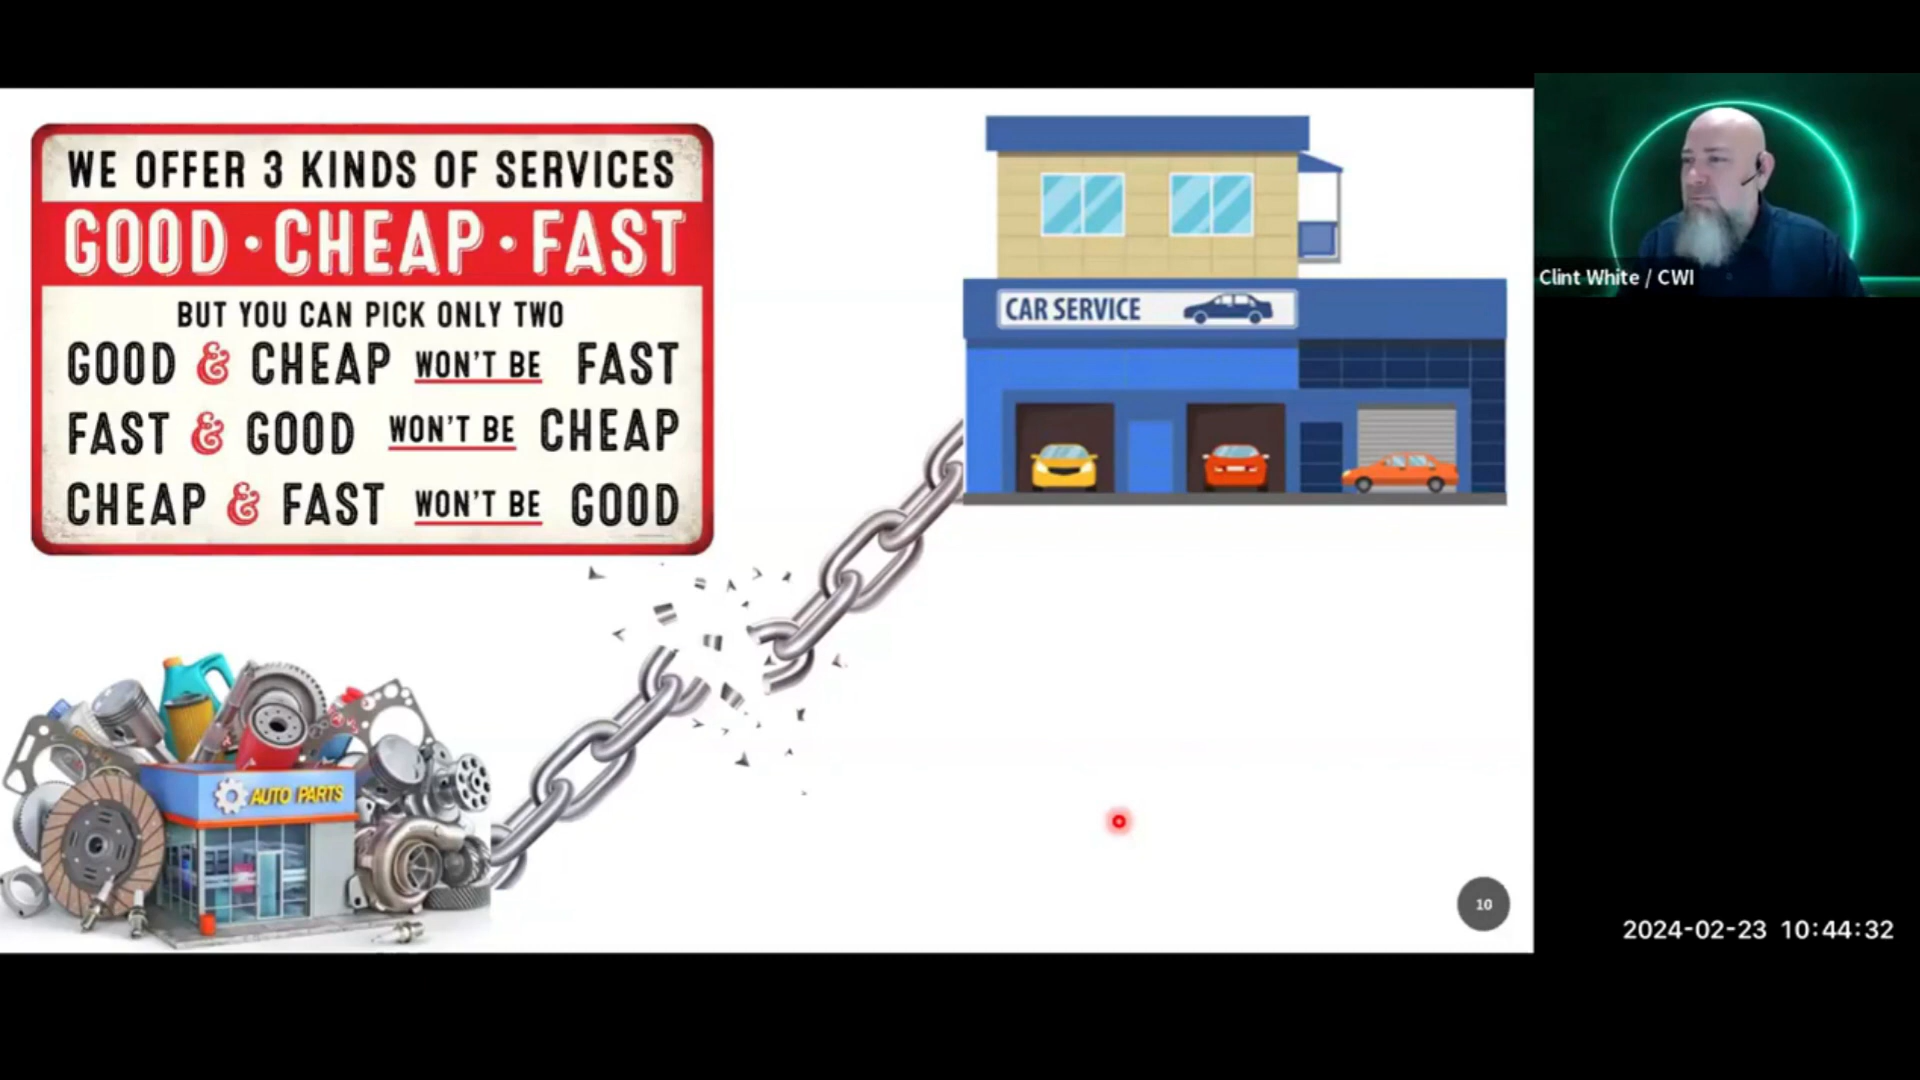 WE OFFER 3 KINDS OF SERVICES
GOOD · CHEAP · FAST
BUT YOU CAN PICK ONLY TWO
GOOD & CHEAP WON'T BE FAST
FAST & GOOD WON'T BE CHEAP
CHEAP & FAST WON'T BE GOOD
CAR SERVICE
AUTO PARTS
10
Clint White / CWI
2024-02-23 10:44:32